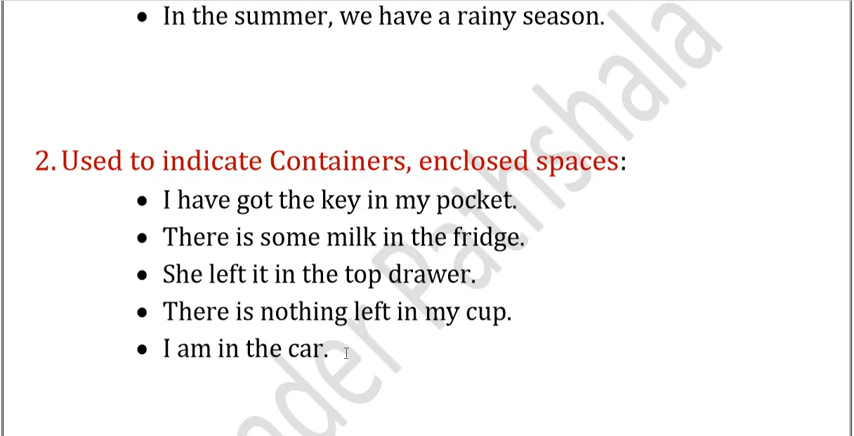 • In the summer, we have a rainy season.
2. Used to indicate Containers, enclosed spaces:
• I have got the key in my pocket.
• There is some milk in the fridge.
• She left it in the top drawer.
• There is nothing left in my cup.
• I am in the car.
ader Pathshala